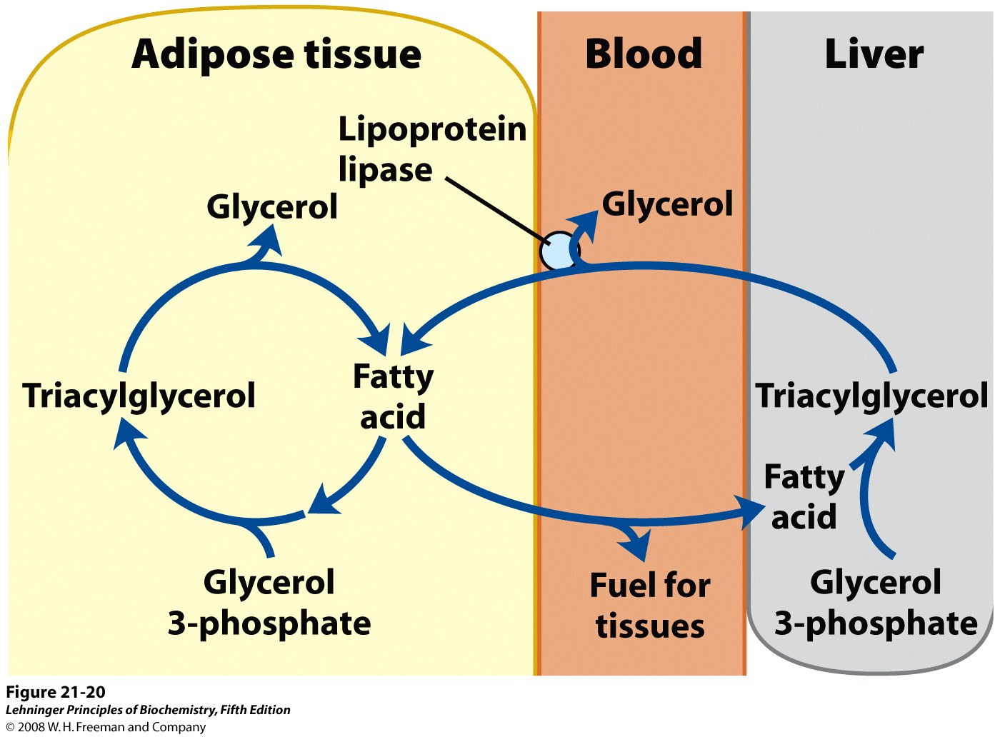 Adipose tissue
Blood
Liver
Lipoprotein
lipase
Glycerol
Glycerol
Fatty
acid
Triacylglycerol
Triacylglycerol
Fatty
acid
Glycerol
3-phosphate
Fuel for
tissues
Glycerol
3-phosphate
Figure 21-20
Lehninger Principles of Biochemistry, Fifth Edition
© 2008 W. H. Freeman and Company